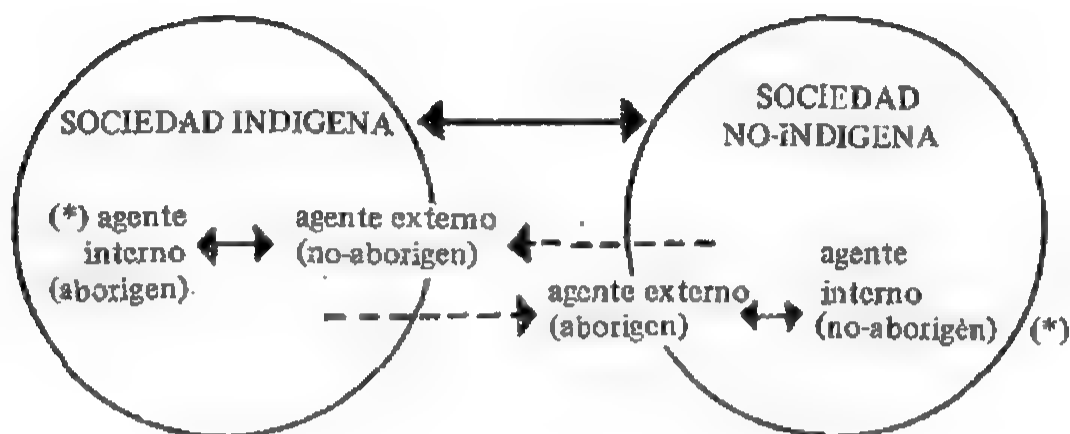 SOCIEDAD INDIGENA
(*) agente
interno
(aborigen)
agente externo
(no-aborigen)
SOCIEDAD
NO-INDIGENA
agente externo
(aborigen)
agente
interno
(no-aborigen) (*)